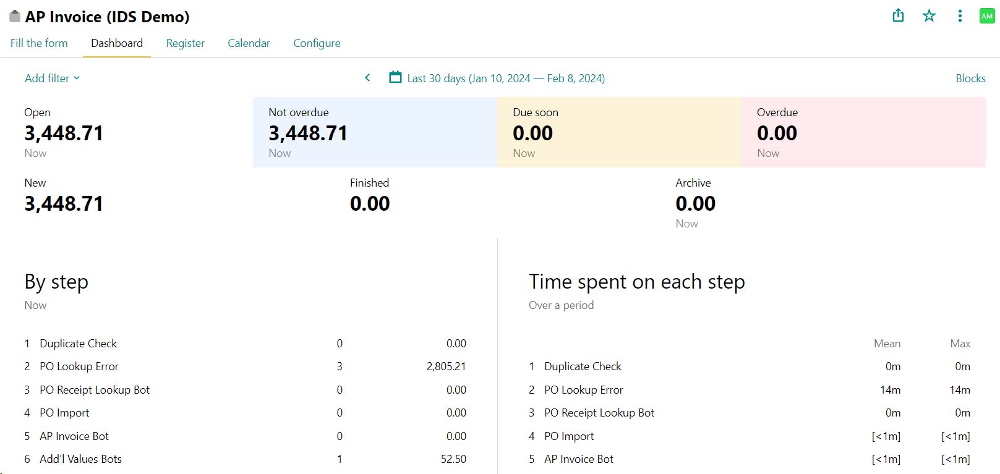 AP Invoice (IDS Demo)
AM
Fill the form Dashboard Register Calendar Configure
Add filter Last 30 days (Jan 10, 2024 — Feb 8, 2024) Blocks
Open Not overdue Due soon Overdue
3,448.71 3,448.71 0.00 0.00
Now Now Now Now
New Finished Archive
3,448.71 0.00 0.00
Now
By step
Now
1 Duplicate Check 0 0.00
2 PO Lookup Error 3 2,805.21
3 PO Receipt Lookup Bot 0 0.00
4 PO Import 0 0.00
5 AP Invoice Bot 0 0.00
6 Add'l Values Bots 1 52.50
Time spent on each step
Over a period
Mean Max
1 Duplicate Check 0m 0m
2 PO Lookup Error 14m 14m
3 PO Receipt Lookup Bot 0m 0m
4 PO Import [<1m] [<1m]
5 AP Invoice Bot [<1m] [<1m]